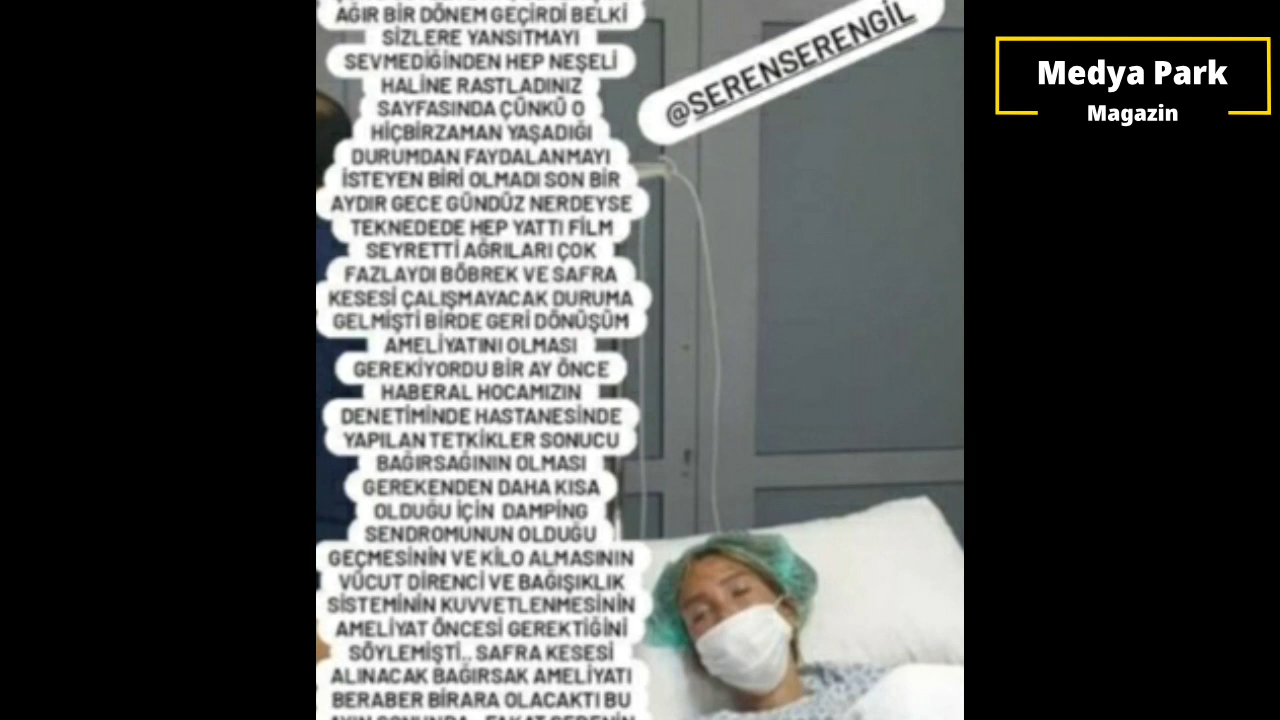 AĞIR BİR DÖNEM GEÇİRDİ BELKİ
SİZLERE YANSITMAYI
SEVMEDİĞİNDEN HEP NEŞELİ
HALİNE RASTLADINIZ
SAYFASINDA ÇÜNKÜ O
HİÇBİRZAMAN YAŞADIĞI
DURUMDAN FAYDALANMAYI
İSTEYEN BİRİ OLMADI SON BİR
AYDIR GECE GÜNDÜZ NERDEYSE
TEKNEDEDE HEP YATTI FİLM
SEYRETTİ AĞRILARI ÇOK
FAZLAYDI BÖBREK VE SAFRA
KESESİ ÇALIŞMAYACAK DURUMA
GELMİŞTİ BİRDE GERİ DÖNÜŞÜM
AMELİYATINI OLMASI
GEREKİYORDU BİR AY ÖNCE
HABERAL HOCAMIZIN
DENETİMİNDE HASTANESİNDE
YAPILAN TETKİKLER SONUCU
BAĞIRSAĞININ OLMASI
GEREKENDEN DAHA KISA
OLDUĞU İÇİN DAMPİNG
SENDROMUNUN OLDUĞU
GEÇMESİNİN VE KİLO ALMASININ
VÜCUT DİRENCİ VE BAĞIŞIKLIK
SİSTEMİNİN KUVVETLENMESİNİN
AMELİYAT ÖNCESİ GEREKTİĞİNİ
SÖYLEMİŞTİ.. SAFRA KESESİ
ALINACAK BAĞIRSAK AMELİYATI
BERABER BİRARA OLACAKTI BU
@SERENSERENGİL
Medya Park
Magazin